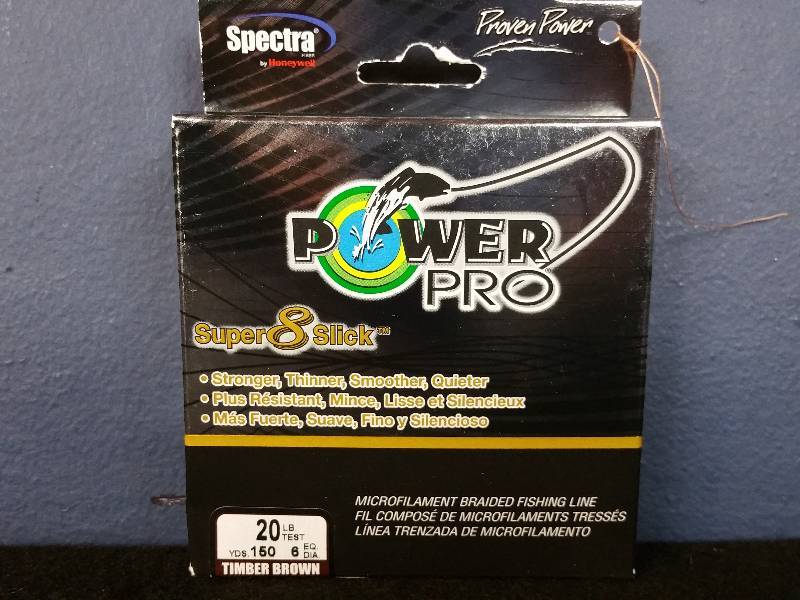 Spectra®
FIBER
by Honeywell
Proven Power
POWER
PRO
Super 8 Slick™
• Stronger, Thinner, Smoother, Quieter
• Plus Résistant, Mince, Lisse et Silencieux
• Más Fuerte, Suave, Fino y Silencioso
MICROFILAMENT BRAIDED FISHING LINE
FIL COMPOSÉ DE MICROFILAMENTS TRESSÉS
LÍNEA TRENZADA DE MICROFILAMENTO
20 LB. TEST
YDS. 150 6 EQ. DIA.
TIMBER BROWN